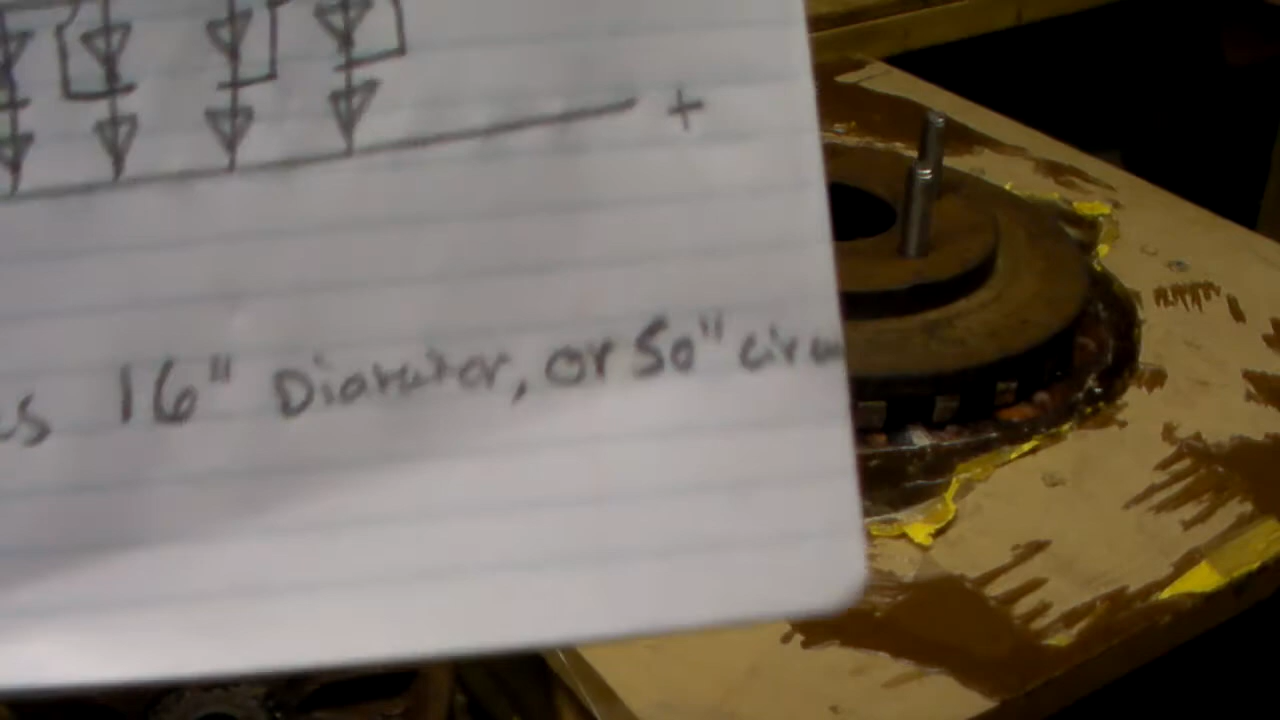 +
16" Diameter, or 50"